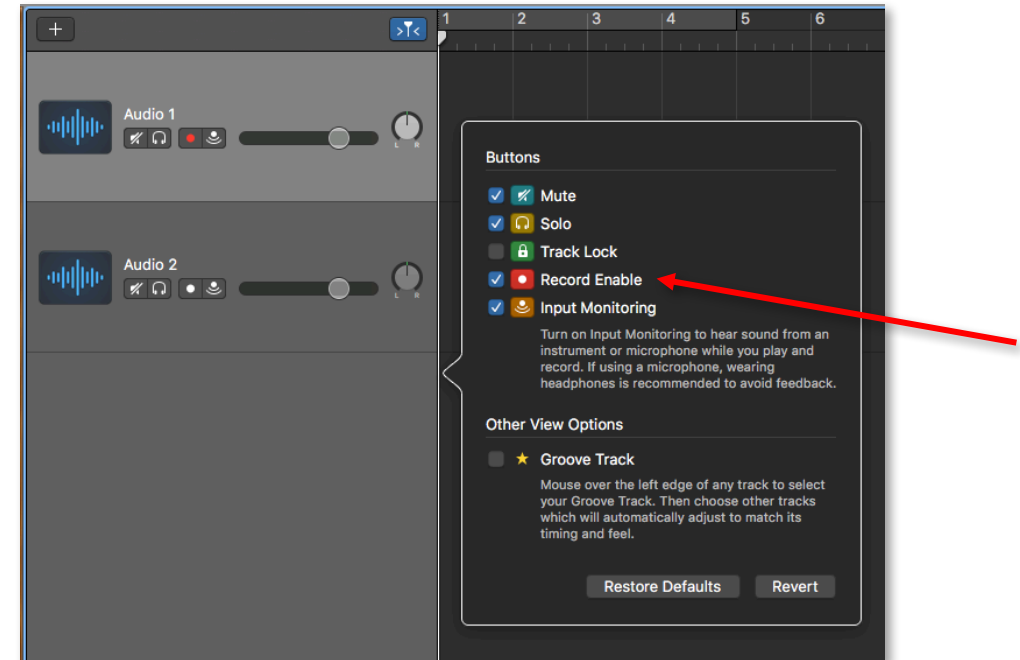 1 2 3 4 5 6
Audio 1
L R
Audio 2
L R
Buttons
Mute
Solo
Track Lock
Record Enable
Input Monitoring
Turn on Input Monitoring to hear sound from an
instrument or microphone while you play and
record. If using a microphone, wearing
headphones is recommended to avoid feedback.
Other View Options
Groove Track
Mouse over the left edge of any track to select
your Groove Track. Then choose other tracks
which will automatically adjust to match its
timing and feel.
Restore Defaults Revert